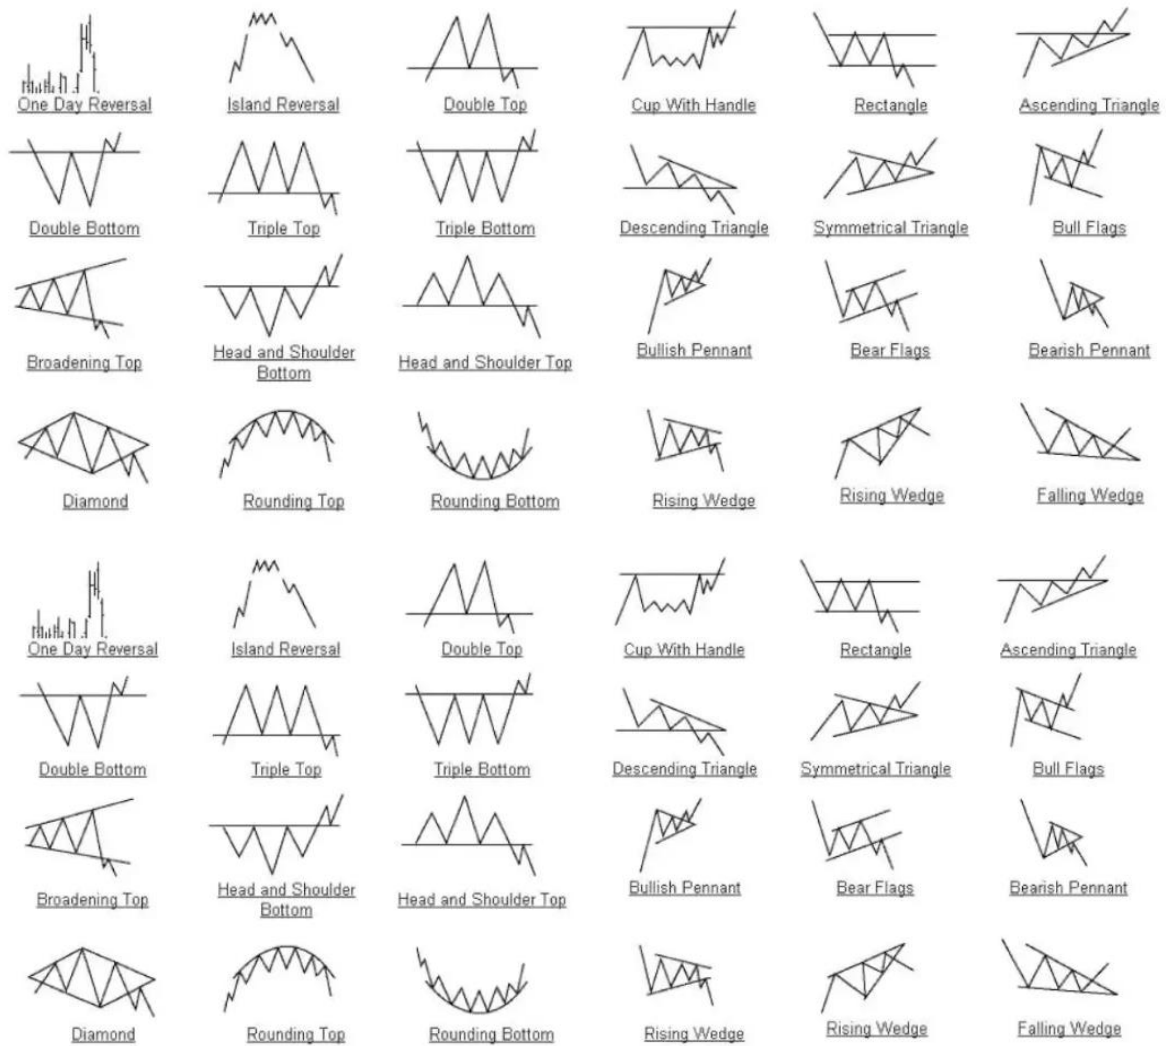 One Day Reversal
Island Reversal
Double Top
Cup With Handle
Rectangle
Ascending Triangle
Double Bottom
Triple Top
Triple Bottom
Descending Triangle
Symmetrical Triangle
Bull Flags
Broadening Top
Head and Shoulder
Bottom
Head and Shoulder Top
Bullish Pennant
Bear Flags
Bearish Pennant
Diamond
Rounding Top
Rounding Bottom
Rising Wedge
Rising Wedge
Falling Wedge
One Day Reversal
Island Reversal
Double Top
Cup With Handle
Rectangle
Ascending Triangle
Double Bottom
Triple Top
Triple Bottom
Descending Triangle
Symmetrical Triangle
Bull Flags
Broadening Top
Head and Shoulder
Bottom
Head and Shoulder Top
Bullish Pennant
Bear Flags
Bearish Pennant
Diamond
Rounding Top
Rounding Bottom
Rising Wedge
Rising Wedge
Falling Wedge